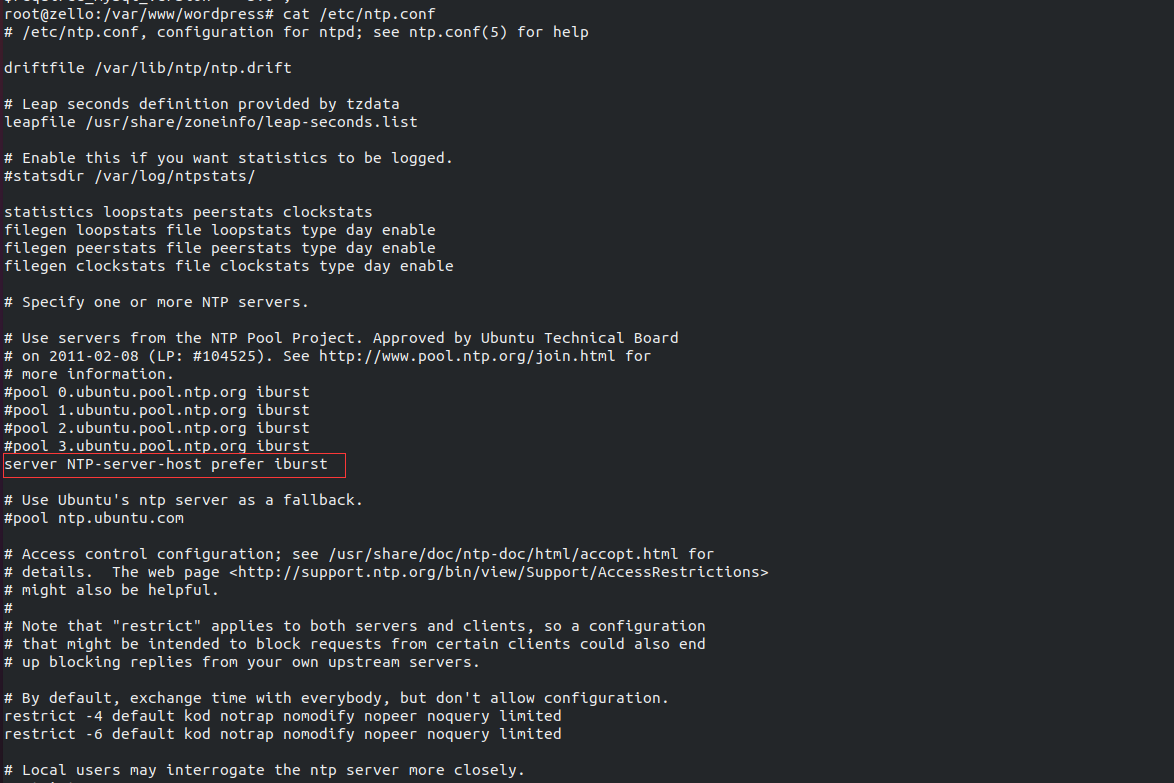 root@zello:/var/www/wordpress# cat /etc/ntp.conf
# /etc/ntp.conf, configuration for ntpd; see ntp.conf(5) for help
driftfile /var/lib/ntp/ntp.drift
# Leap seconds definition provided by tzdata
leapfile /usr/share/zoneinfo/leap-seconds.list
# Enable this if you want statistics to be logged.
#statsdir /var/log/ntpstats/
statistics loopstats peerstats clockstats
filegen loopstats file loopstats type day enable
filegen peerstats file peerstats type day enable
filegen clockstats file clockstats type day enable
# Specify one or more NTP servers.
# Use servers from the NTP Pool Project. Approved by Ubuntu Technical Board
# on 2011-02-08 (LP: #104525). See http://www.pool.ntp.org/join.html for
# more information.
#pool 0.ubuntu.pool.ntp.org iburst
#pool 1.ubuntu.pool.ntp.org iburst
#pool 2.ubuntu.pool.ntp.org iburst
#pool 3.ubuntu.pool.ntp.org iburst
server NTP-server-host prefer iburst
# Use Ubuntu's ntp server as a fallback.
#pool ntp.ubuntu.com
# Access control configuration; see /usr/share/doc/ntp-doc/html/accopt.html for
# details.  The web page <http://support.ntp.org/bin/view/Support/AccessRestrictions>
# might also be helpful.
#
# Note that "restrict" applies to both servers and clients, so a configuration
# that might be intended to block requests from certain clients could also end
# up blocking replies from your own upstream servers.
# By default, exchange time with everybody, but don't allow configuration.
restrict -4 default kod notrap nomodify nopeer noquery limited
restrict -6 default kod notrap nomodify nopeer noquery limited
# Local users may interrogate the ntp server more closely.